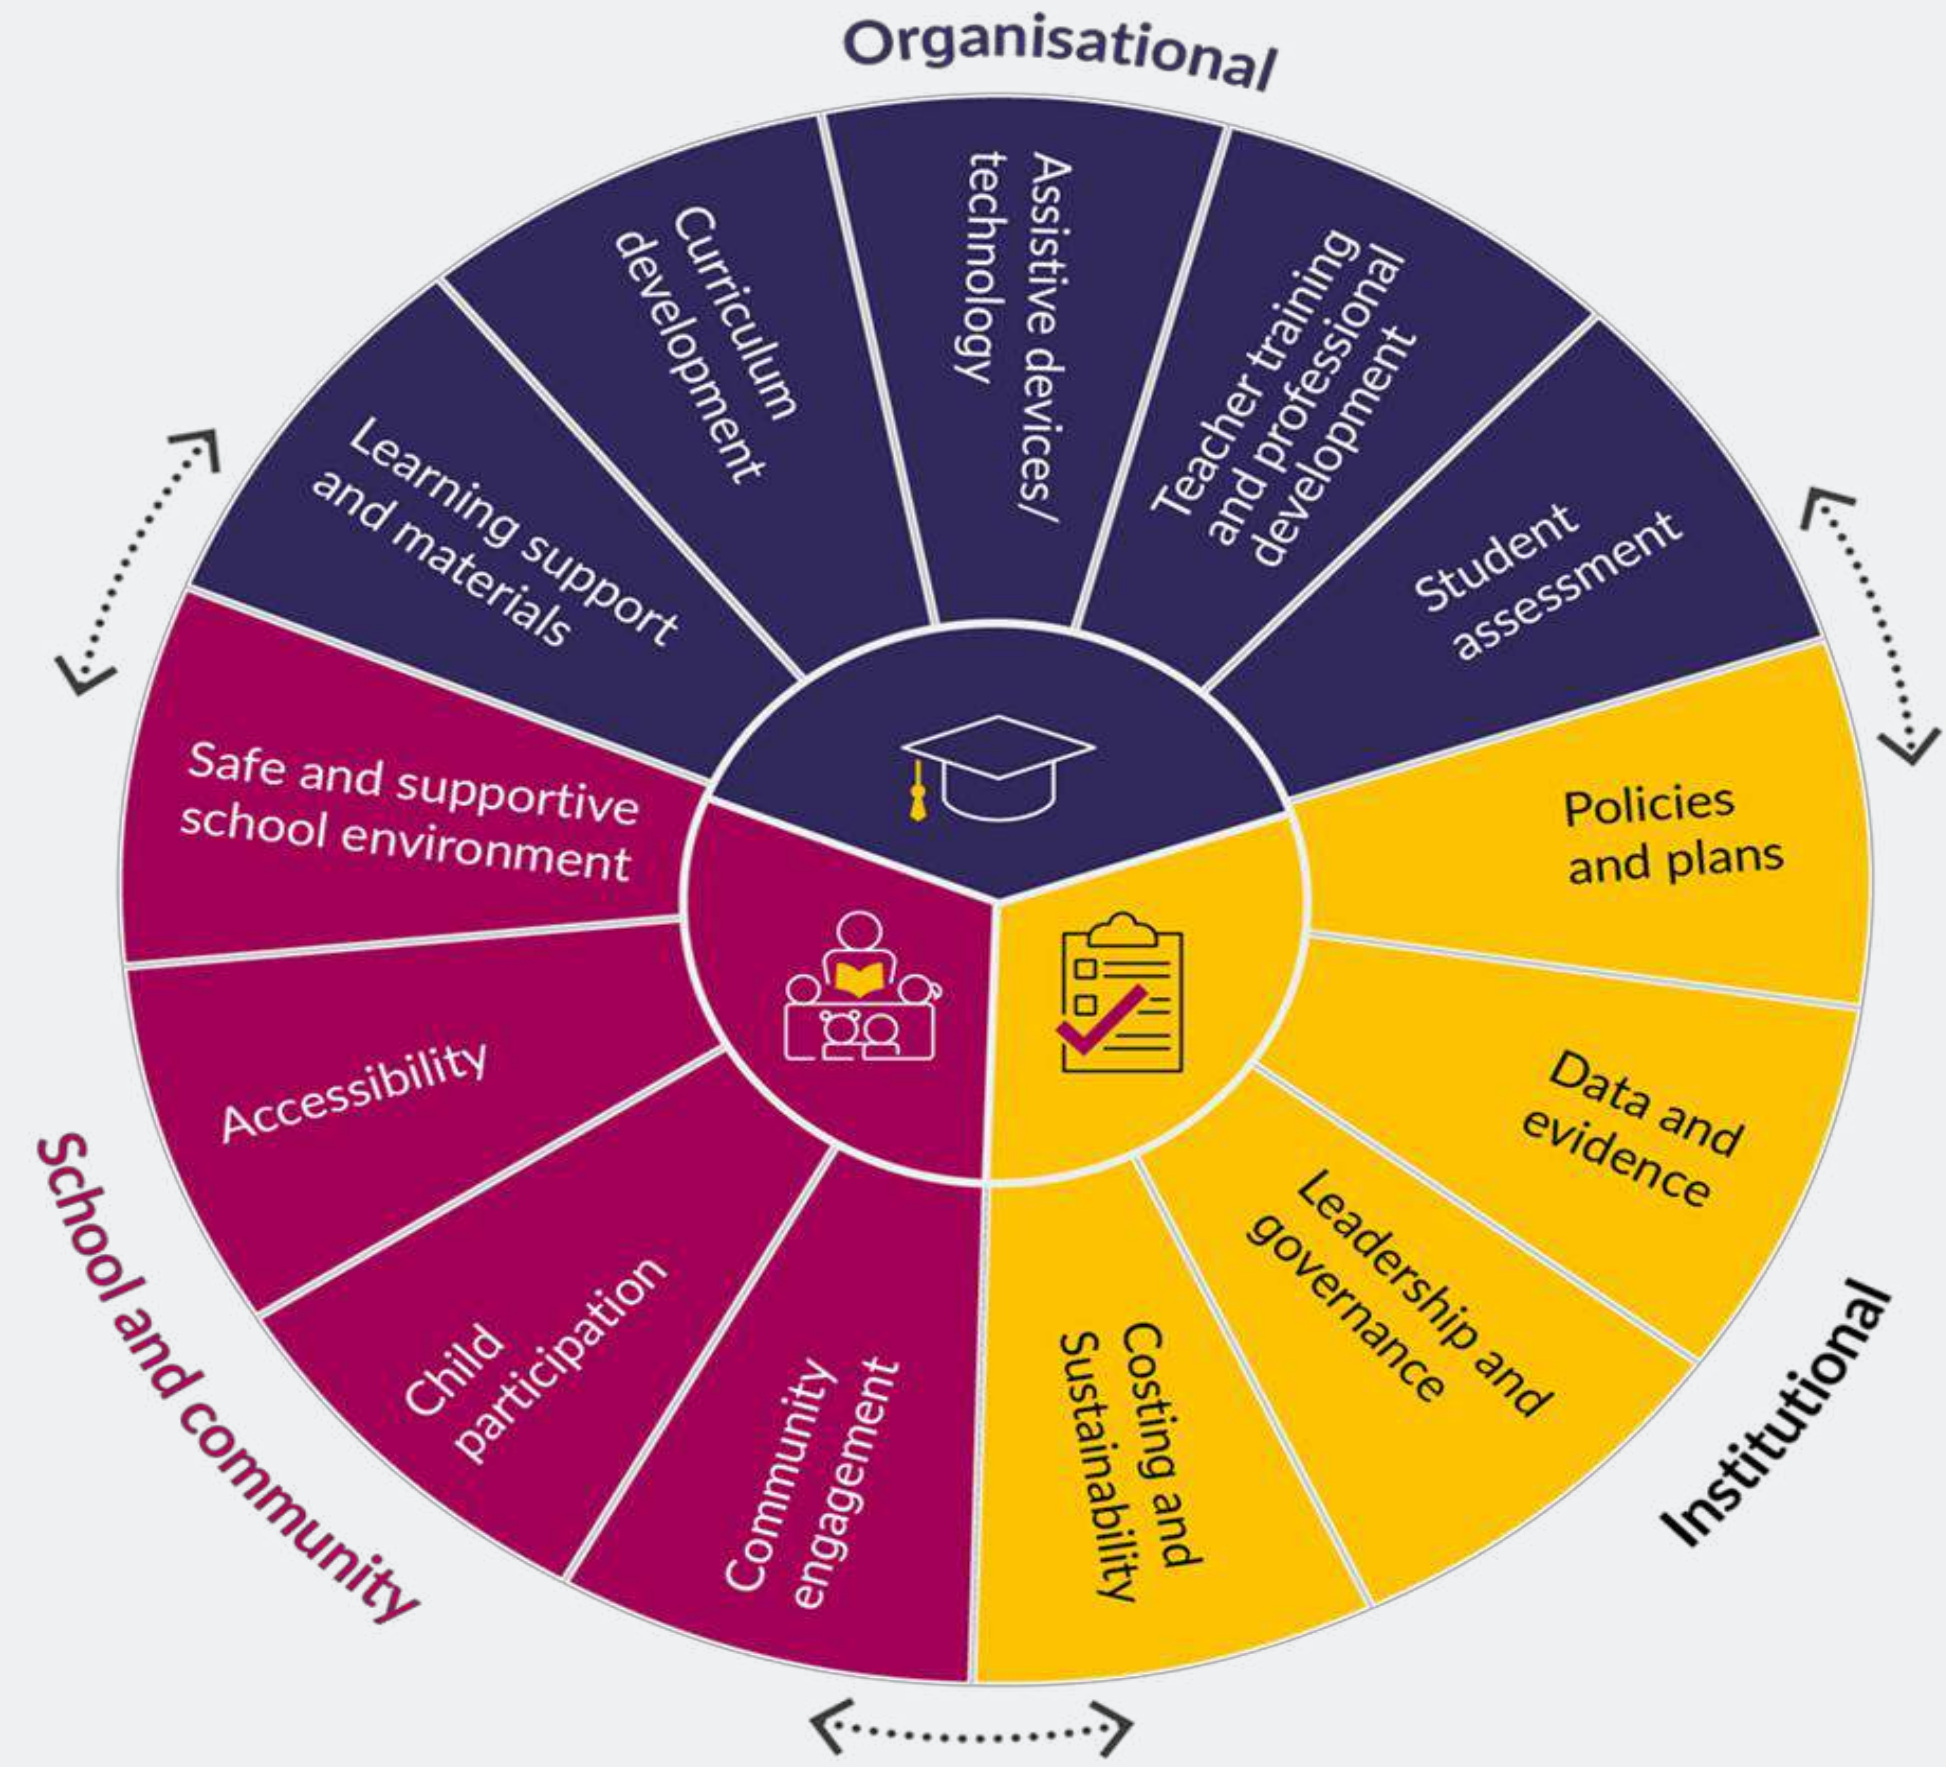 Organisational
Learning support
and materials
Curriculum
development
Assistive devices/
technology
Teacher training
and professional
development
Student
assessment
Policies
and plans
Data and
evidence
Leadership and
governance
Costing and
Sustainability
Institutional
Community
engagement
Child
participation
Accessibility
Safe and supportive
school environment
School and community